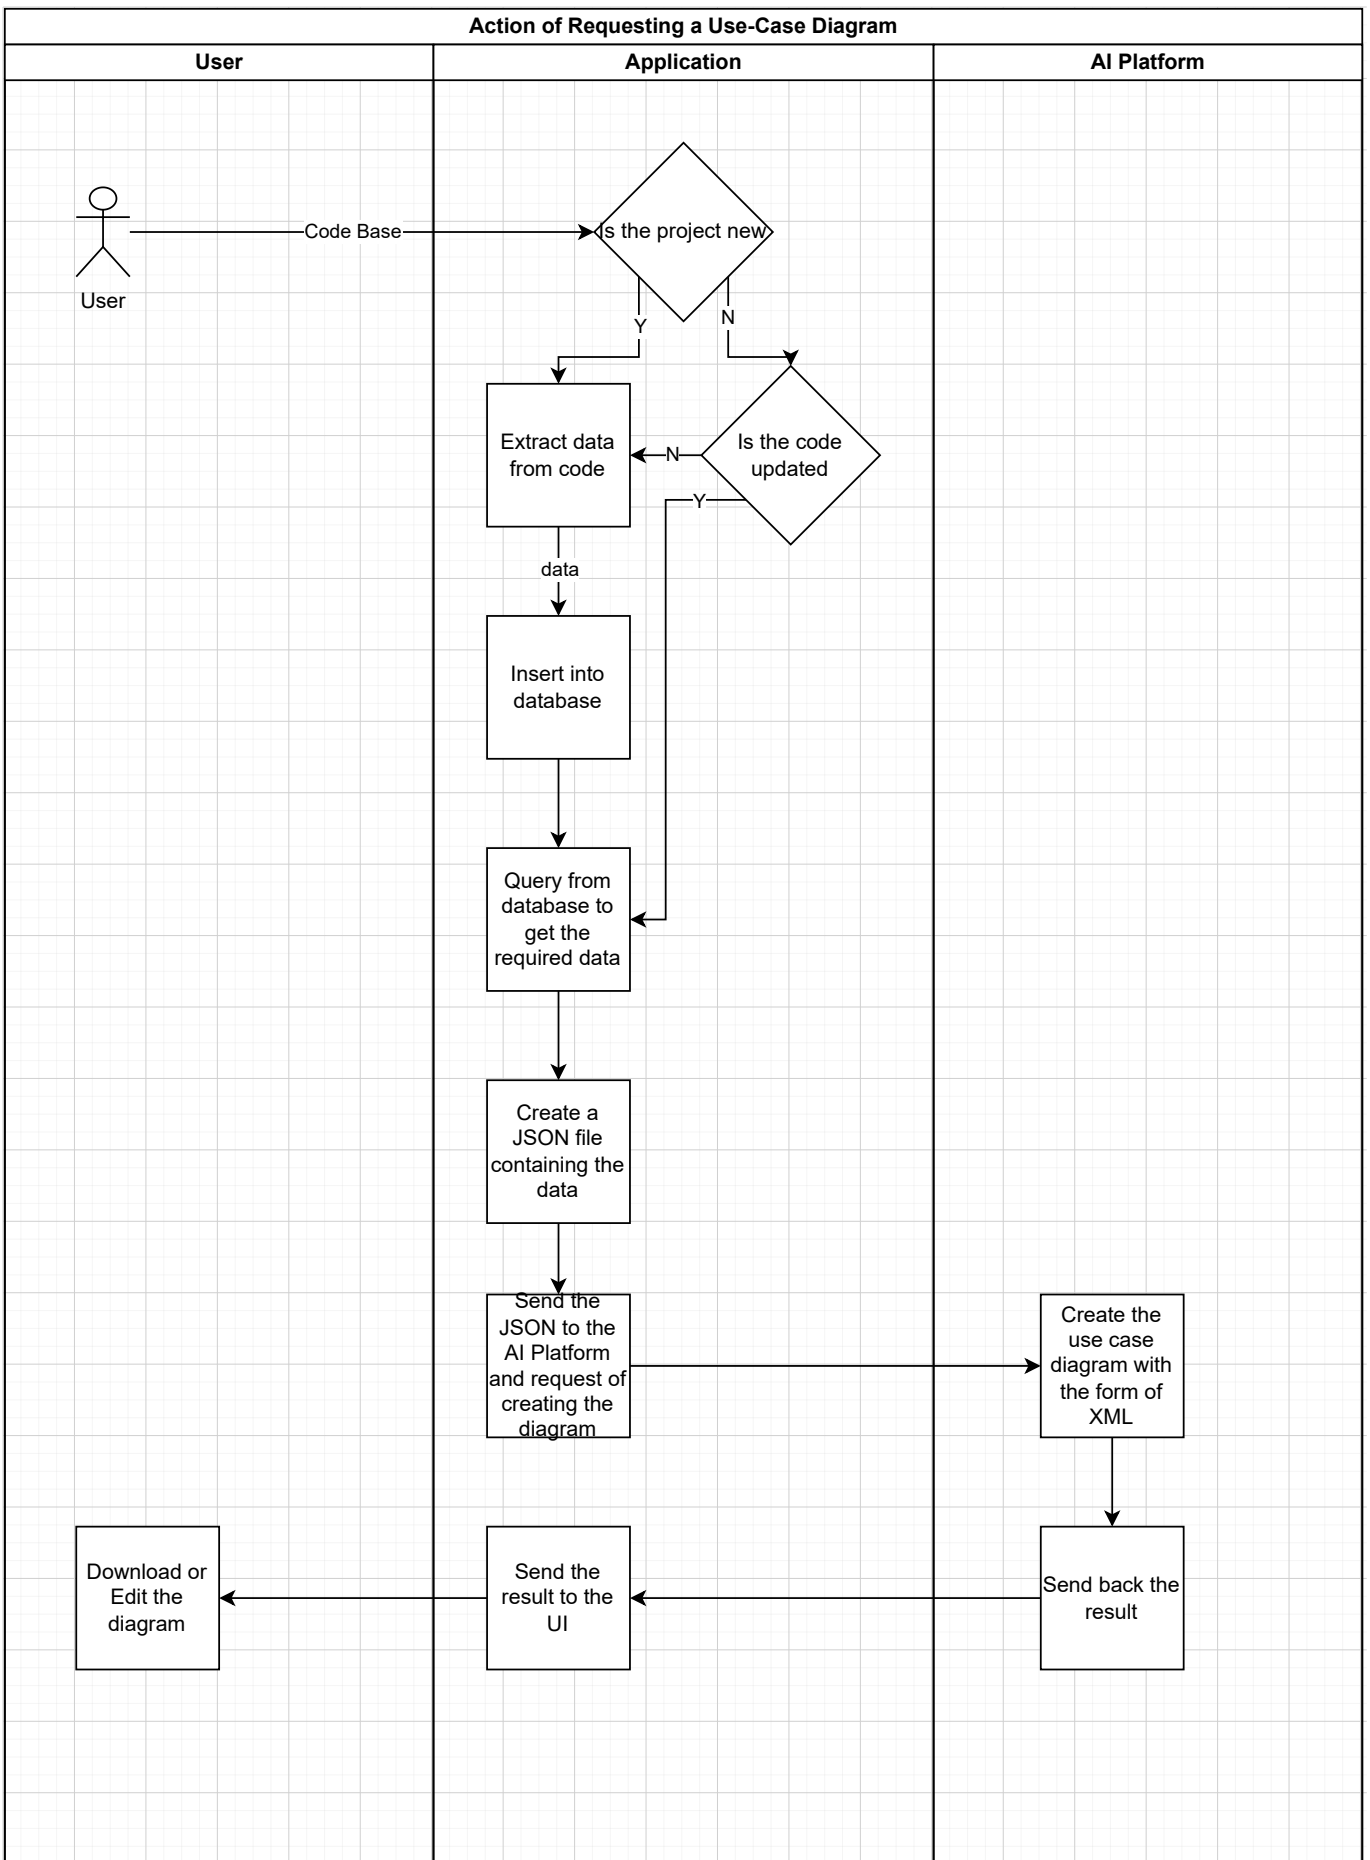 Action of Requesting a Use-Case Diagram
User
Application
AI Platform
Code Base
Is the project new
User
Y
N
Extract data
from code
N
Is the code
updated
Y
data
Insert into
database
Query from
database to
get the
required data
Create a
JSON file
containing the
data
Send the
JSON to the
AI Platform
and request of
creating the
diagram
Create the
use case
diagram with
the form of
XML
Download or
Edit the
diagram
Send the
result to the
UI
Send back the
result